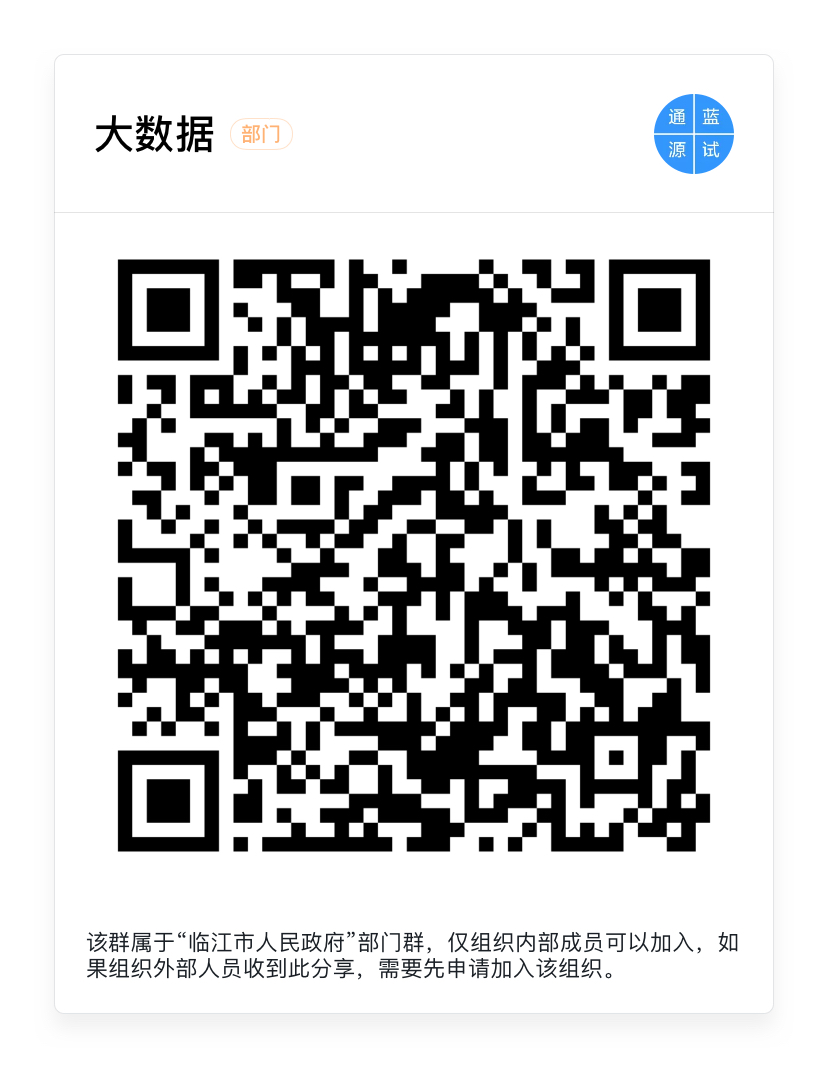 大数据 部门
通 蓝
源 试
该群属于“临江市人民政府”部门群，仅组织内部成员可以加入，如
果组织外部人员收到此分享，需要先申请加入该组织。